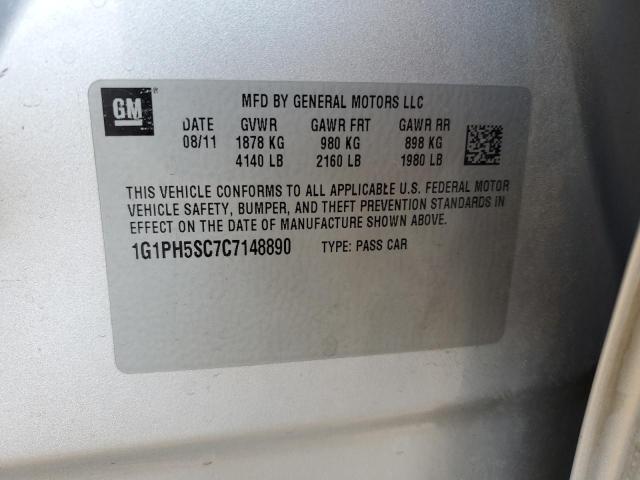 GM
MFD BY GENERAL MOTORS LLC
DATE GVWR GAWR FRT GAWR RR
08/11 1878 KG 980 KG 898 KG
4140 LB 2160 LB 1980 LB
THIS VEHICLE CONFORMS TO ALL APPLICABLE U.S. FEDERAL MOTOR
VEHICLE SAFETY, BUMPER, AND THEFT PREVENTION STANDARDS IN
EFFECT ON THE DATE OF MANUFACTURE SHOWN ABOVE.
1G1PH5SC7C7148890 TYPE: PASS CAR